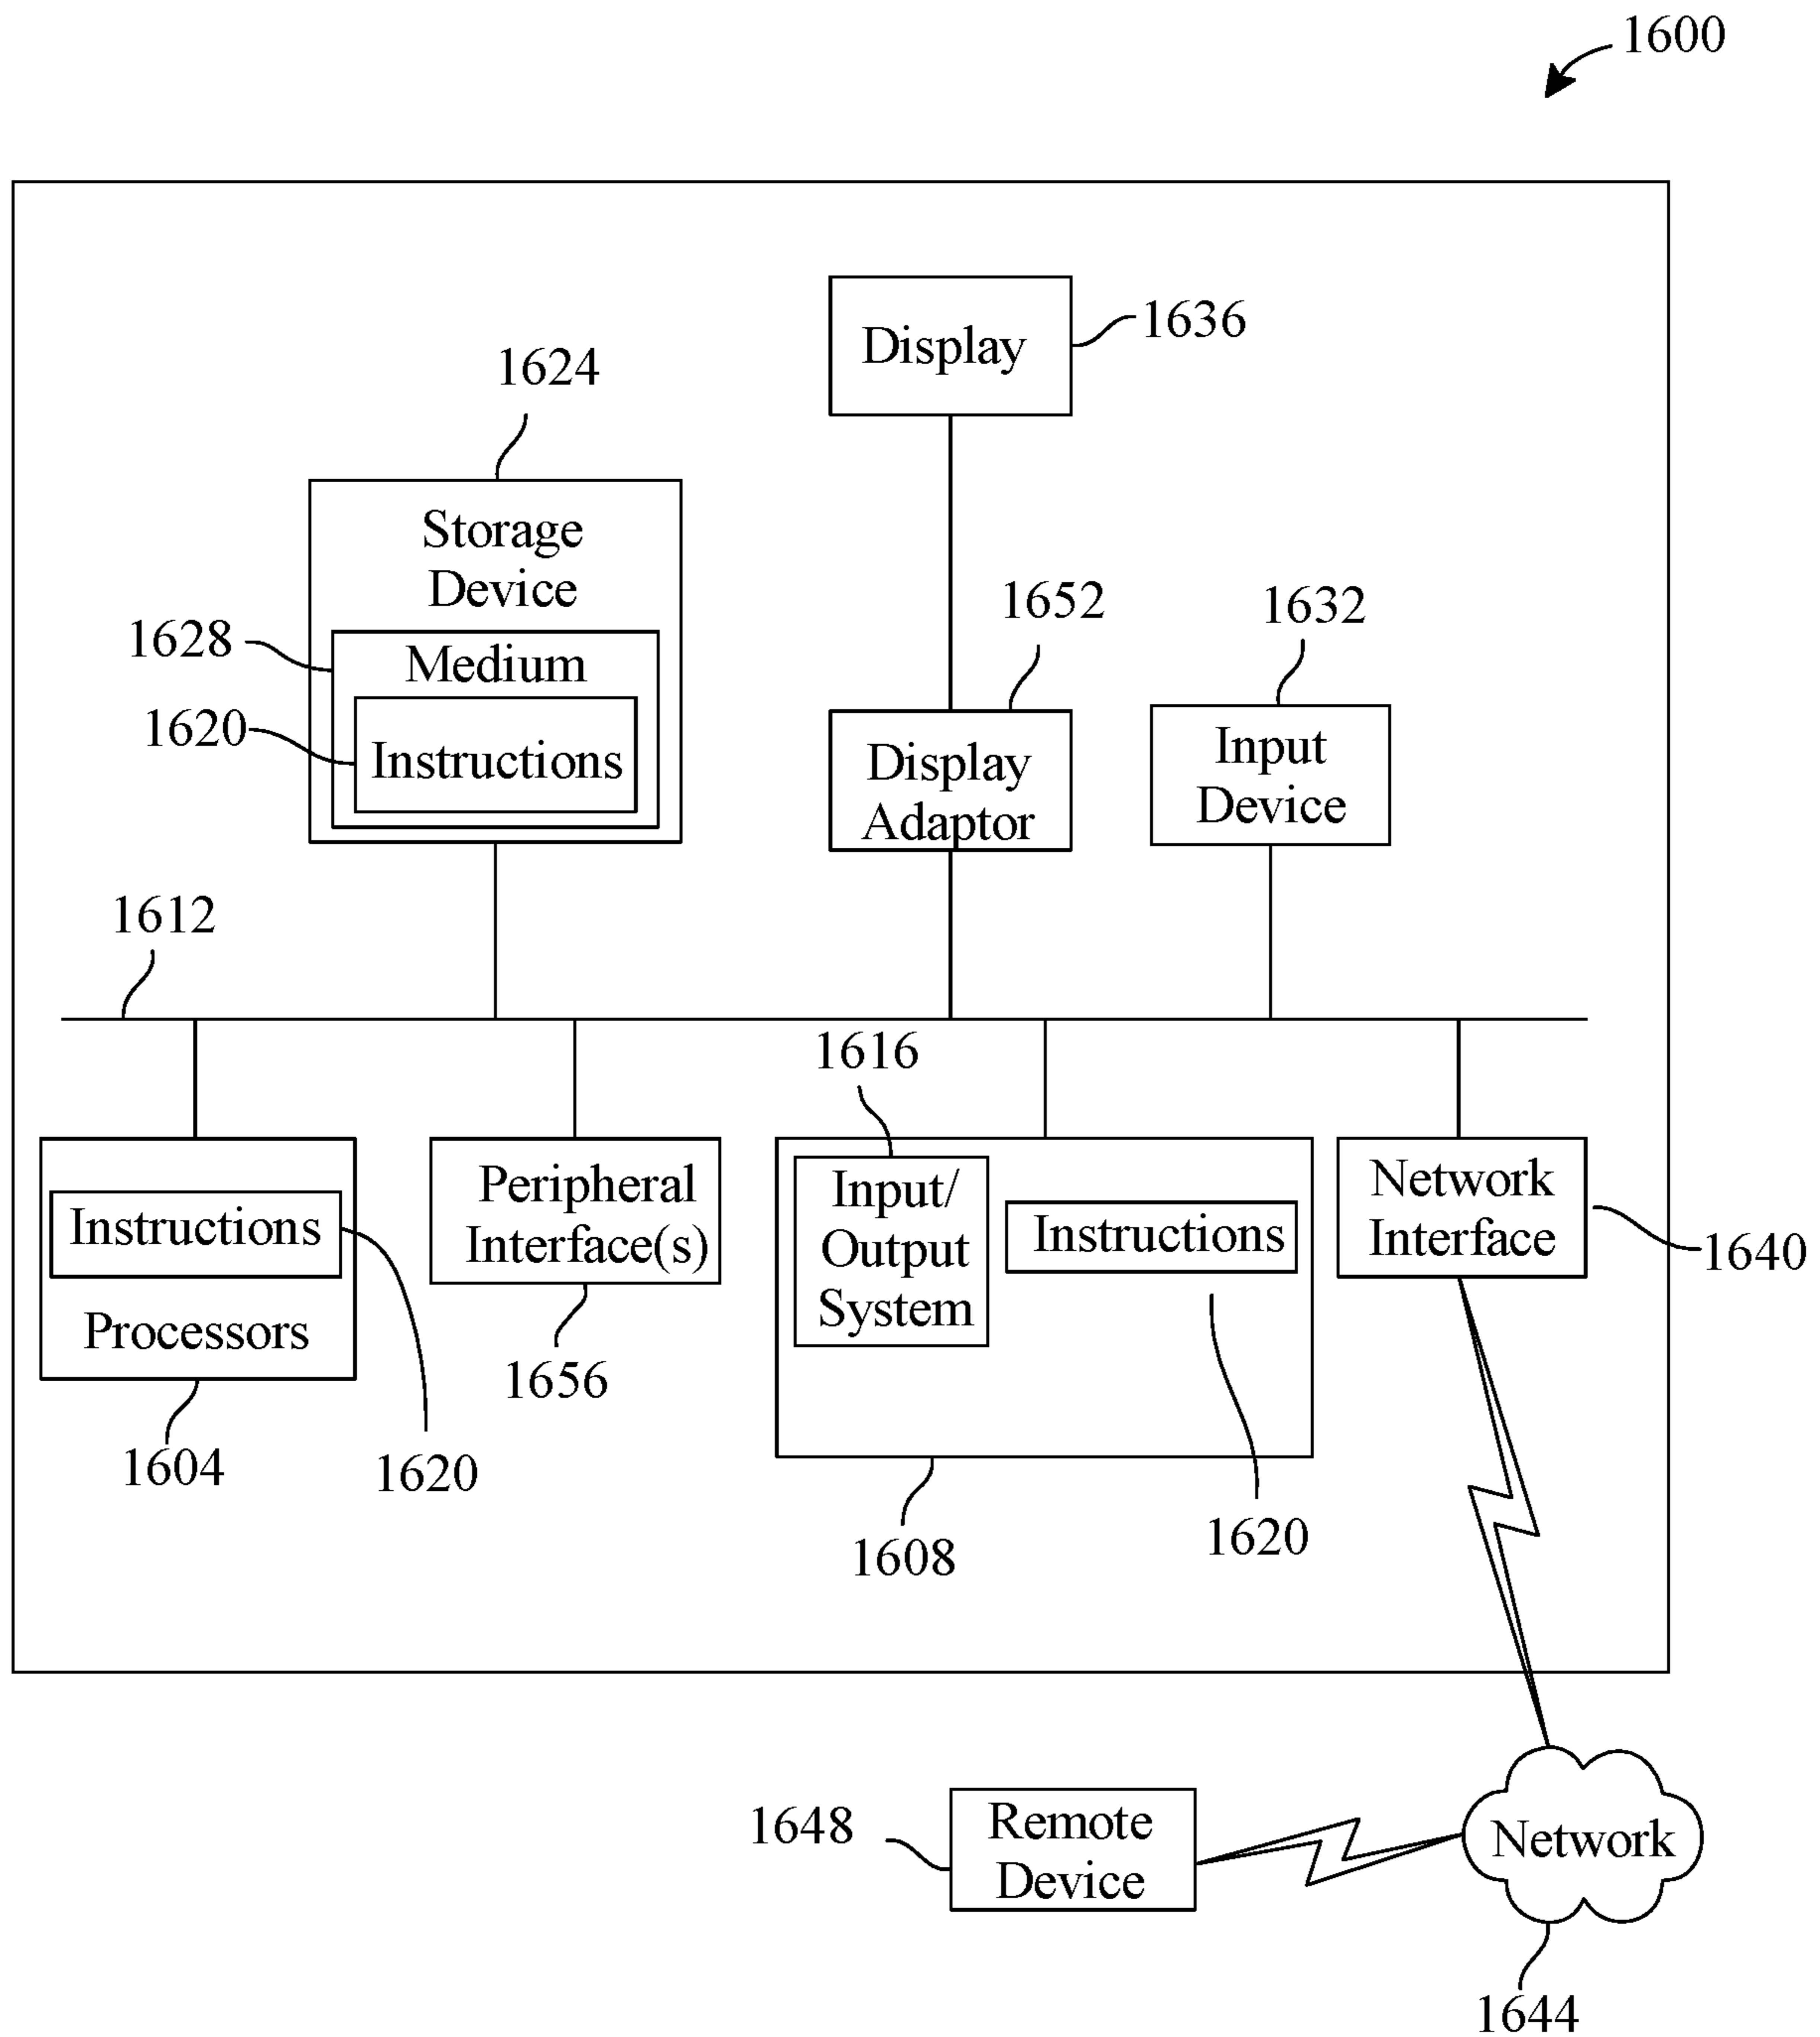 1600
Display
1636
1624
Storage
Device
1652
1632
1628
Medium
1620
Instructions
Display
Adaptor
Input
Device
1612
1616
Instructions
Processors
Peripheral
Interface(s)
Input/
Output
System
Instructions
Network
Interface
1640
1604
1620
1656
1608
1620
1648
Remote
Device
Network
1644